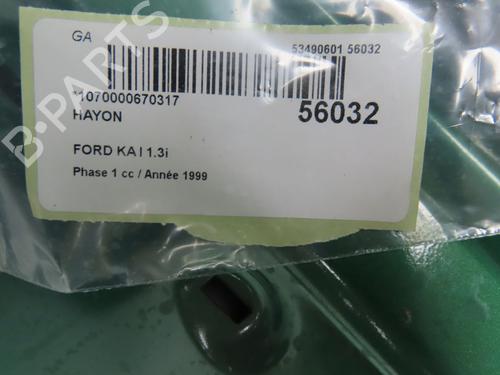 GA
53490601 56032
*1070000670317
HAYON
56032
FORD KA I 1.3i
Phase 1 cc / Année 1999
B-PARTS